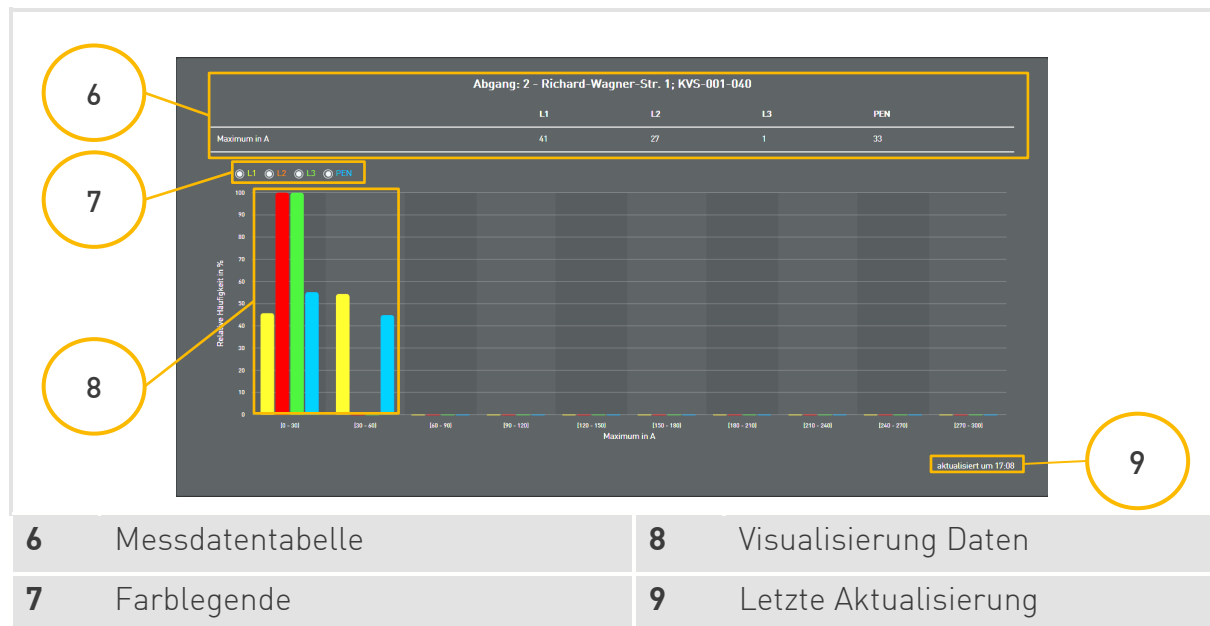 6
Abgang: 2 - Richard-Wagner-Str. 1; KVS-001-040
L1 L2 L3 PEN
Maximum in A 41 27 1 33
7
L1 L2 L3 PEN
100
90
80
70
60
50
40
30
20
10
0
Relative Häufigkeit in %
8
[0 - 30) [30 - 60) [60 - 90) [90 - 120) [120 - 150) [150 - 180) [180 - 210) [210 - 240) [240 - 270) [270 - 300)
Maximum in A
aktualisiert um 17:08
9
6 Messdatentabelle 8 Visualisierung Daten
7 Farblegende 9 Letzte Aktualisierung